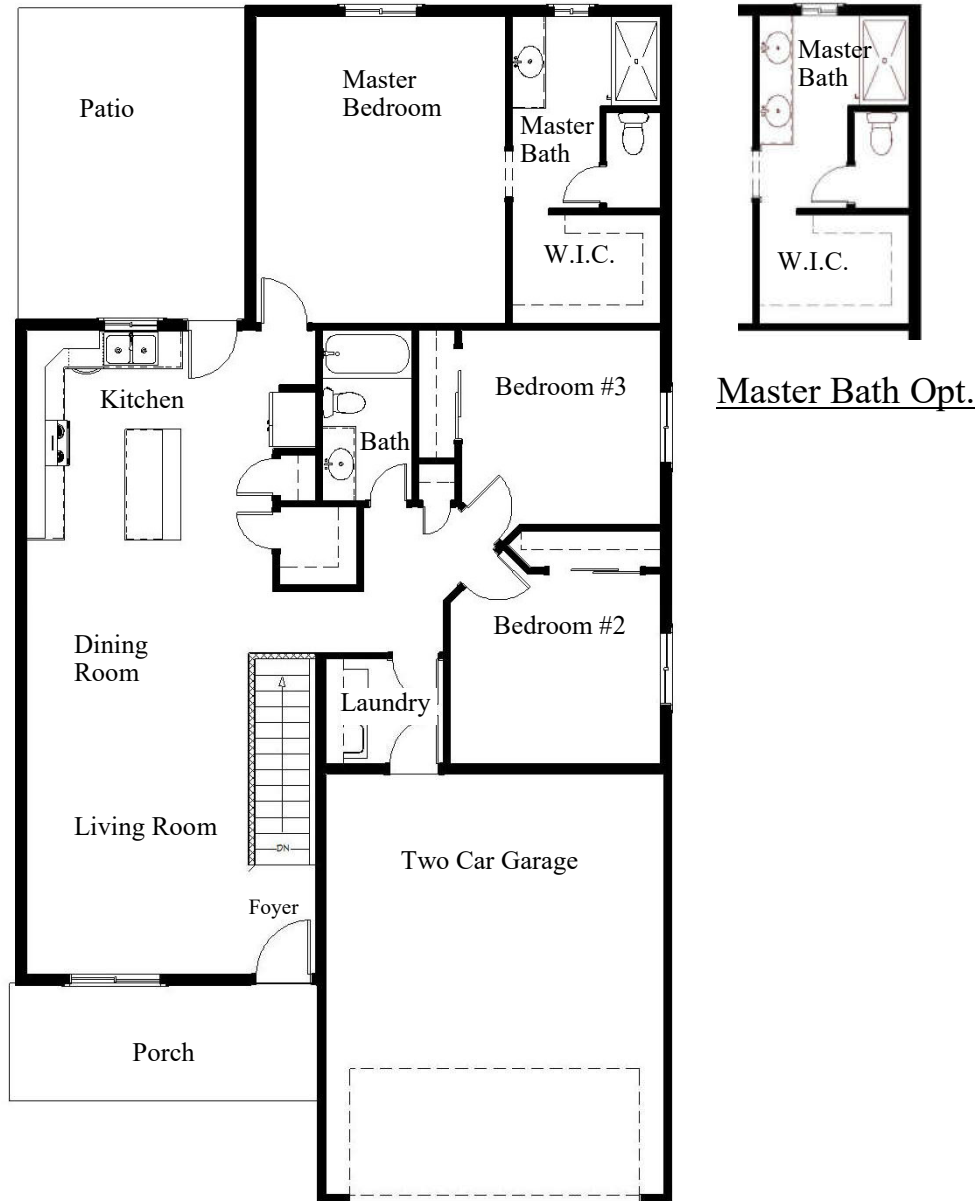 Patio
Master
Bedroom
Master
Bath
W.I.C.
Master
Bath
W.I.C.
Master Bath Opt.
Kitchen
Bath
Bedroom #3
Bedroom #2
Dining
Room
Laundry
Living Room
DN
Two Car Garage
Foyer
Porch